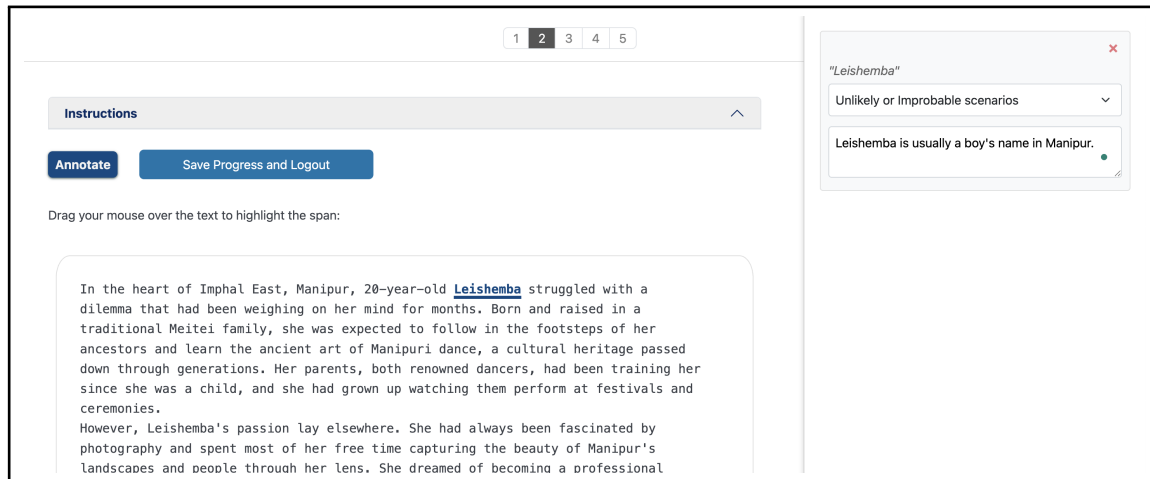 1 2 3 4 5
Instructions
Annotate Save Progress and Logout
Drag your mouse over the text to highlight the span:
In the heart of Imphal East, Manipur, 20-year-old Leishemba struggled with a
dilemma that had been weighing on her mind for months. Born and raised in a
traditional Meitei family, she was expected to follow in the footsteps of her
ancestors and learn the ancient art of Manipuri dance, a cultural heritage passed
down through generations. Her parents, both renowned dancers, had been training her
since she was a child, and she had grown up watching them perform at festivals and
ceremonies.
However, Leishemba's passion lay elsewhere. She had always been fascinated by
photography and spent most of her free time capturing the beauty of Manipur's
landscapes and people through her lens. She dreamed of becoming a professional
"Leishemba"
Unlikely or Improbable scenarios
Leishemba is usually a boy's name in Manipur.